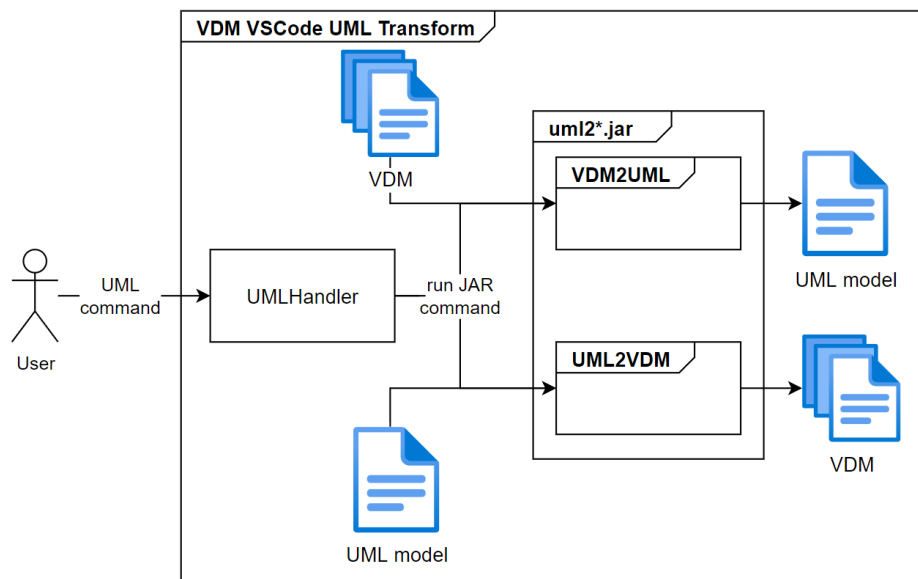 VDM VSCode UML Transform
VDM
uml2*.jar
VDM2UML
UML model
User
UML
command
UMLHandler
run JAR
command
UML2VDM
UML model
VDM